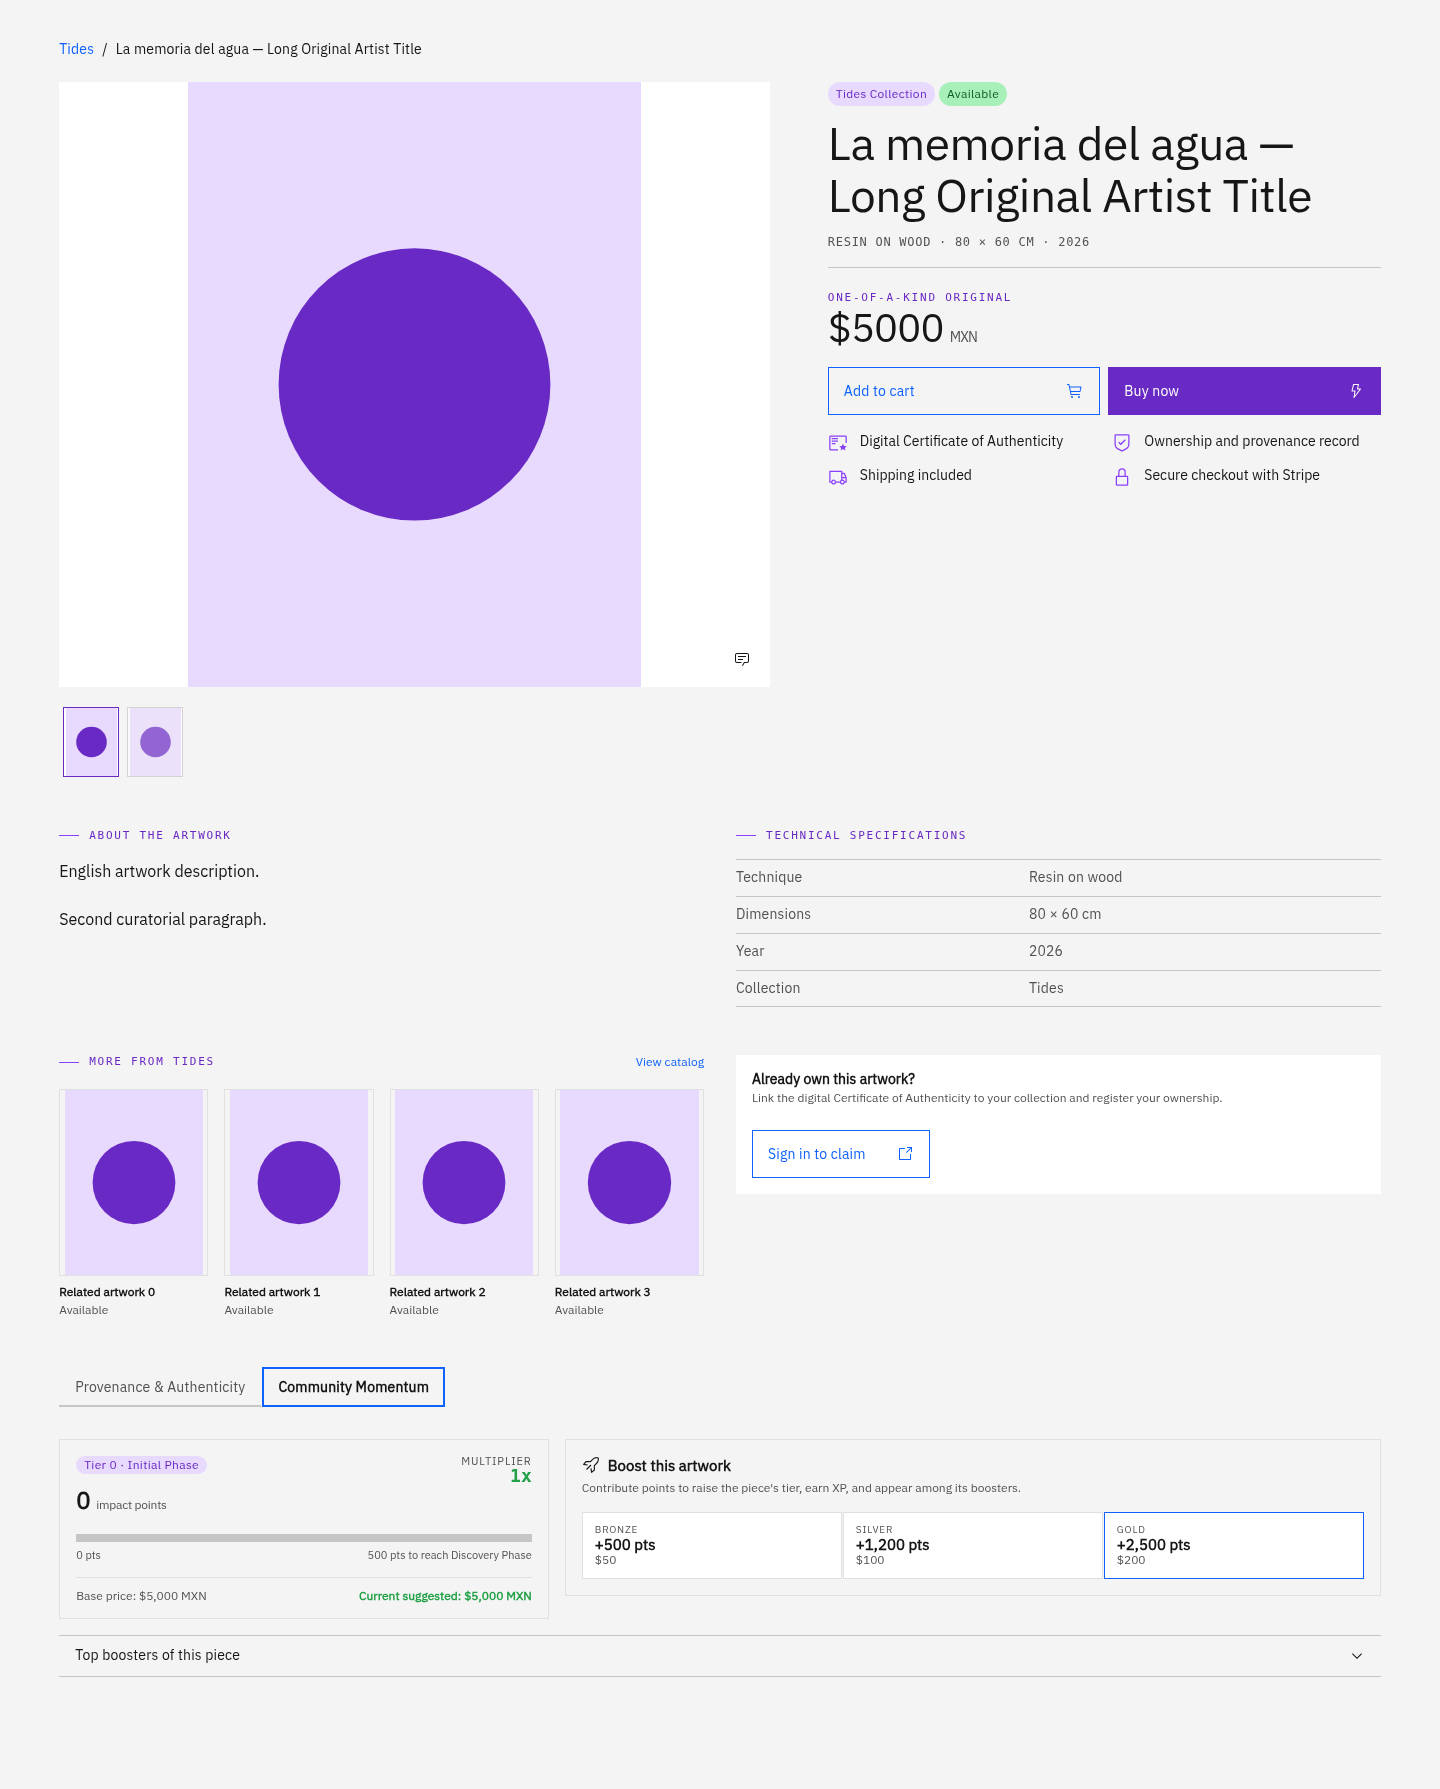 Tides / La memoria del agua — Long Original Artist Title
Tides Collection Available
La memoria del agua —
Long Original Artist Title
RESIN ON WOOD · 80 × 60 CM · 2026
ONE-OF-A-KIND ORIGINAL
$5000 MXN
Add to cart
Buy now
Digital Certificate of Authenticity
Ownership and provenance record
Shipping included
Secure checkout with Stripe
ABOUT THE ARTWORK
English artwork description.
Second curatorial paragraph.
TECHNICAL SPECIFICATIONS
Technique Resin on wood
Dimensions 80 × 60 cm
Year 2026
Collection Tides
MORE FROM TIDES
View catalog
Related artwork 0
Available
Related artwork 1
Available
Related artwork 2
Available
Related artwork 3
Available
Already own this artwork?
Link the digital Certificate of Authenticity to your collection and register your ownership.
Sign in to claim
Provenance & Authenticity
Community Momentum
Tier 0 · Initial Phase
MULTIPLIER
1x
0 impact points
0 pts
500 pts to reach Discovery Phase
Base price: $5,000 MXN
Current suggested: $5,000 MXN
Boost this artwork
Contribute points to raise the piece's tier, earn XP, and appear among its boosters.
BRONZE
+500 pts
$50
SILVER
+1,200 pts
$100
GOLD
+2,500 pts
$200
Top boosters of this piece